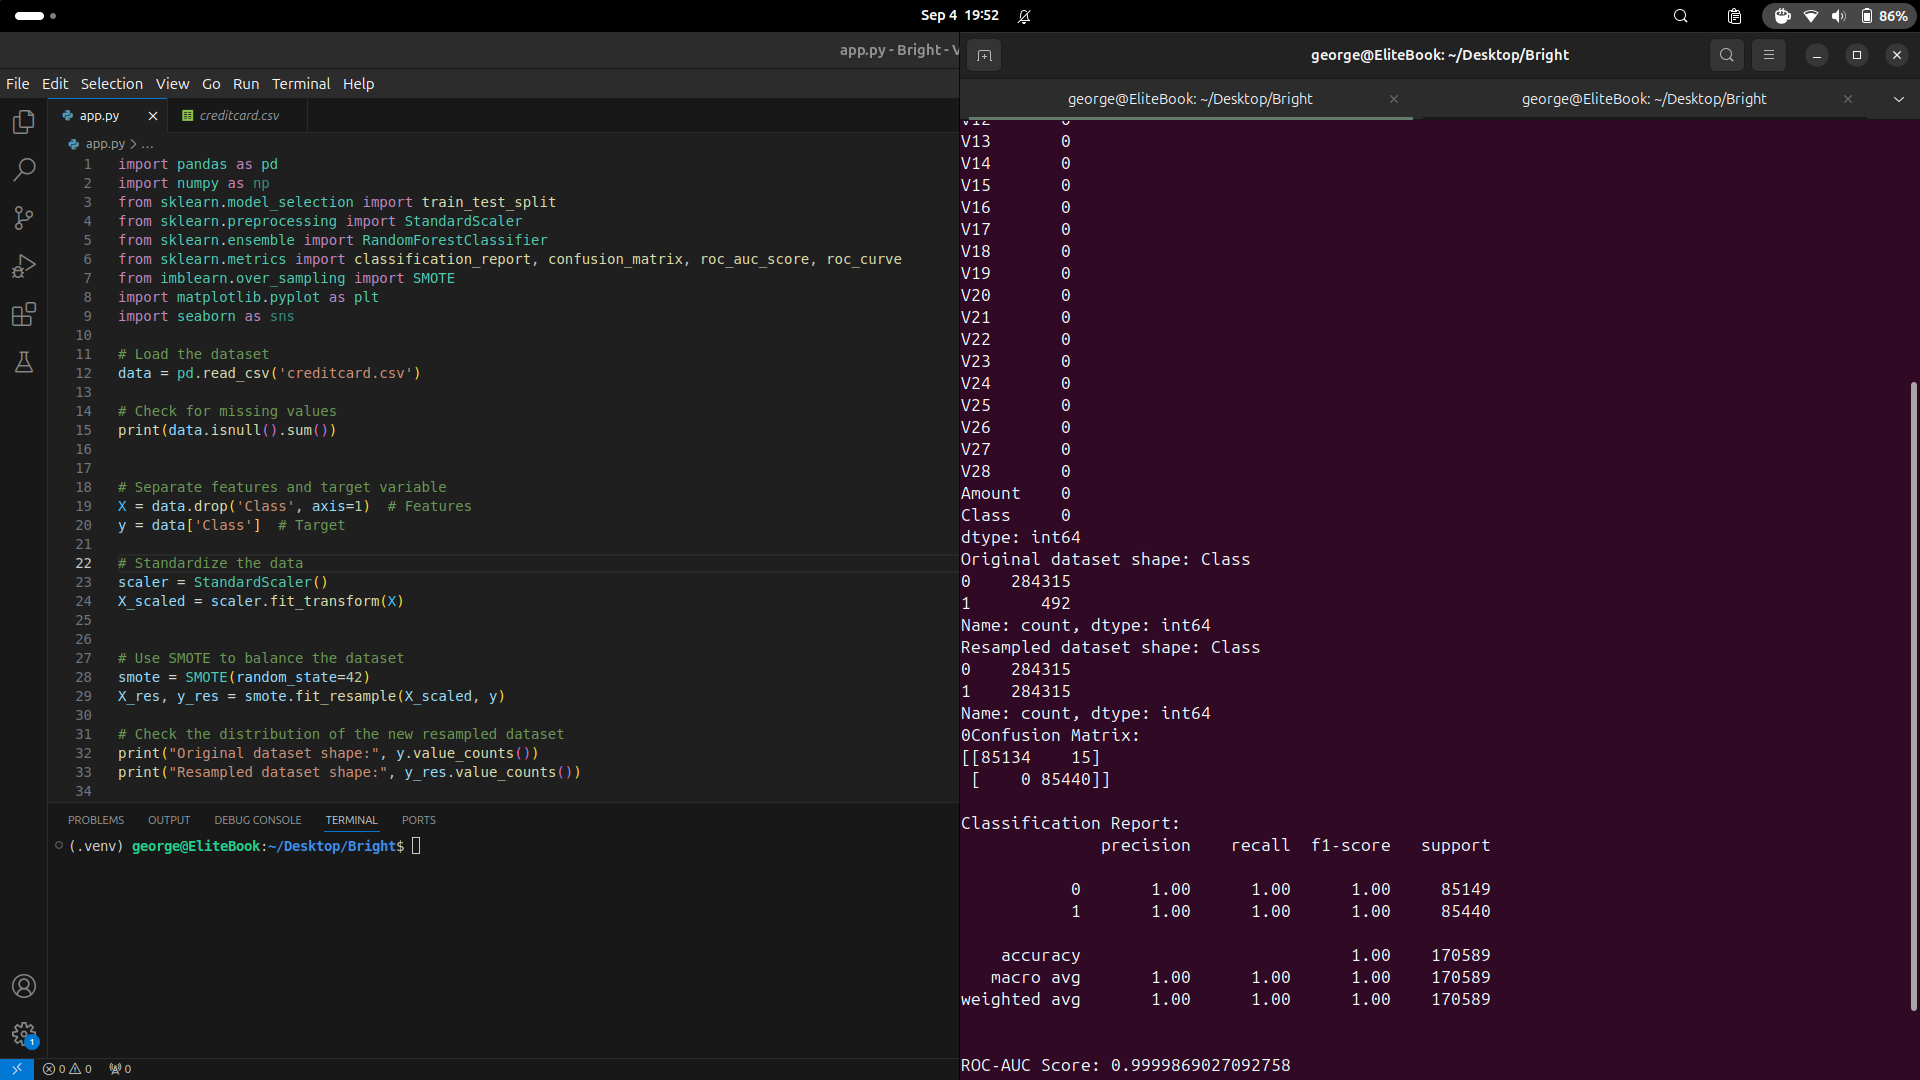 Sep 4 19:52
86%
app.py - Bright - V
File Edit Selection View Go Run Terminal Help
app.py
creditcard.csv
app.py > ...
1 import pandas as pd
2 import numpy as np
3 from sklearn.model_selection import train_test_split
4 from sklearn.preprocessing import StandardScaler
5 from sklearn.ensemble import RandomForestClassifier
6 from sklearn.metrics import classification_report, confusion_matrix, roc_auc_score, roc_curve
7 from imblearn.over_sampling import SMOTE
8 import matplotlib.pyplot as plt
9 import seaborn as sns
10
11 # Load the dataset
12 data = pd.read_csv('creditcard.csv')
13
14 # Check for missing values
15 print(data.isnull().sum())
16
17
18 # Separate features and target variable
19 X = data.drop('Class', axis=1)  # Features
20 y = data['Class']  # Target
21
22 # Standardize the data
23 scaler = StandardScaler()
24 X_scaled = scaler.fit_transform(X)
25
26
27 # Use SMOTE to balance the dataset
28 smote = SMOTE(random_state=42)
29 X_res, y_res = smote.fit_resample(X_scaled, y)
30
31 # Check the distribution of the new resampled dataset
32 print("Original dataset shape:", y.value_counts())
33 print("Resampled dataset shape:", y_res.value_counts())
34
PROBLEMS OUTPUT DEBUG CONSOLE TERMINAL PORTS
(.venv) george@EliteBook:~/Desktop/Bright$
1
0 0 0
george@EliteBook: ~/Desktop/Bright
george@EliteBook: ~/Desktop/Bright
george@EliteBook: ~/Desktop/Bright
V12 0
V13 0
V14 0
V15 0
V16 0
V17 0
V18 0
V19 0
V20 0
V21 0
V22 0
V23 0
V24 0
V25 0
V26 0
V27 0
V28 0
Amount 0
Class 0
dtype: int64
Original dataset shape: Class
0 284315
1 492
Name: count, dtype: int64
Resampled dataset shape: Class
0 284315
1 284315
Name: count, dtype: int64
0Confusion Matrix:
[[85134 15]
[ 0 85440]]
Classification Report:
precision recall f1-score support
0 1.00 1.00 1.00 85149
1 1.00 1.00 1.00 85440
accuracy 1.00 170589
macro avg 1.00 1.00 1.00 170589
weighted avg 1.00 1.00 1.00 170589
ROC-AUC Score: 0.9999869027092758